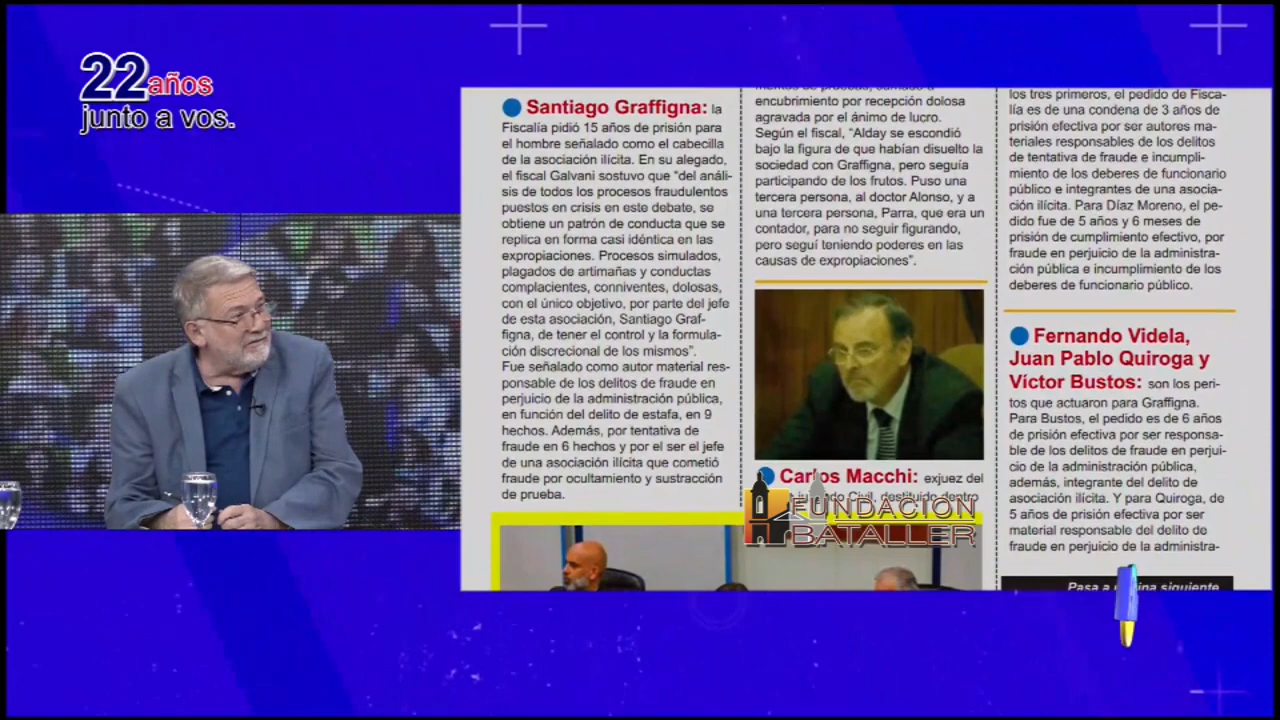 22 años
junto a vos.
Santiago Graffigna: la
Fiscalía pidió 15 años de prisión para
el hombre señalado como el cabecilla
de la asociación ilícita. En su alegado,
el fiscal Galvani sostuvo que “del análi-
sis de todos los procesos fraudulentos
puestos en crisis en este debate, se
obtiene un patrón de conducta que se
replica en forma casi idéntica en las
expropiaciones. Procesos simulados,
plagados de artimañas y conductas
complacientes, conniventes, dolosas,
con el único objetivo, por parte del jefe
de esta asociación, Santiago Graf-
figna, de tener el control y la formula-
ción discrecional de los mismos”.
Fue señalado como autor material res-
ponsable de los delitos de fraude en
perjuicio de la administración pública,
en función del delito de estafa, en 9
hechos. Además, por tentativa de
fraude en 6 hechos y por el ser el jefe
de una asociación ilícita que cometió
fraude por ocultamiento y sustracción
de prueba.
encubrimiento por recepción dolosa
agravada por el ánimo de lucro.
Según el fiscal, “Alday se escondió
bajo la figura de que habían disuelto la
sociedad con Graffigna, pero seguía
participando de los frutos. Puso una
tercera persona, al doctor Alonso, y a
una tercera persona, Parra, que era un
contador, para no seguir figurando,
pero seguí teniendo poderes en las
causas de expropiaciones”.
Carlos Macchi: exjuez del
Civil, destituido dentro
FUNDACION
BATALLER
los tres primeros, el pedido de Fisca-
lía es de una condena de 3 años de
prisión efectiva por ser autores ma-
teriales responsables de los delitos
de tentativa de fraude e incumpli-
miento de los deberes de funcionario
público e integrantes de una asocia-
ción ilícita. Para Díaz Moreno, el pe-
dido fue de 5 años y 6 meses de
prisión de cumplimiento efectivo, por
fraude en perjuicio de la administra-
ción pública e incumplimiento de los
deberes de funcionario público.
Fernando Videla,
Juan Pablo Quiroga y
Víctor Bustos: son los peri-
tos que actuaron para Graffigna.
Para Bustos, el pedido es de 6 años
de prisión efectiva por ser responsa-
ble de los delitos de fraude en perjui-
cio de la administración pública,
además, integrante del delito de
asociación ilícita. Y para Quiroga, de
5 años de prisión efectiva por ser
material responsable del delito de
fraude en perjuicio de la administra-
Pasa a página siguiente